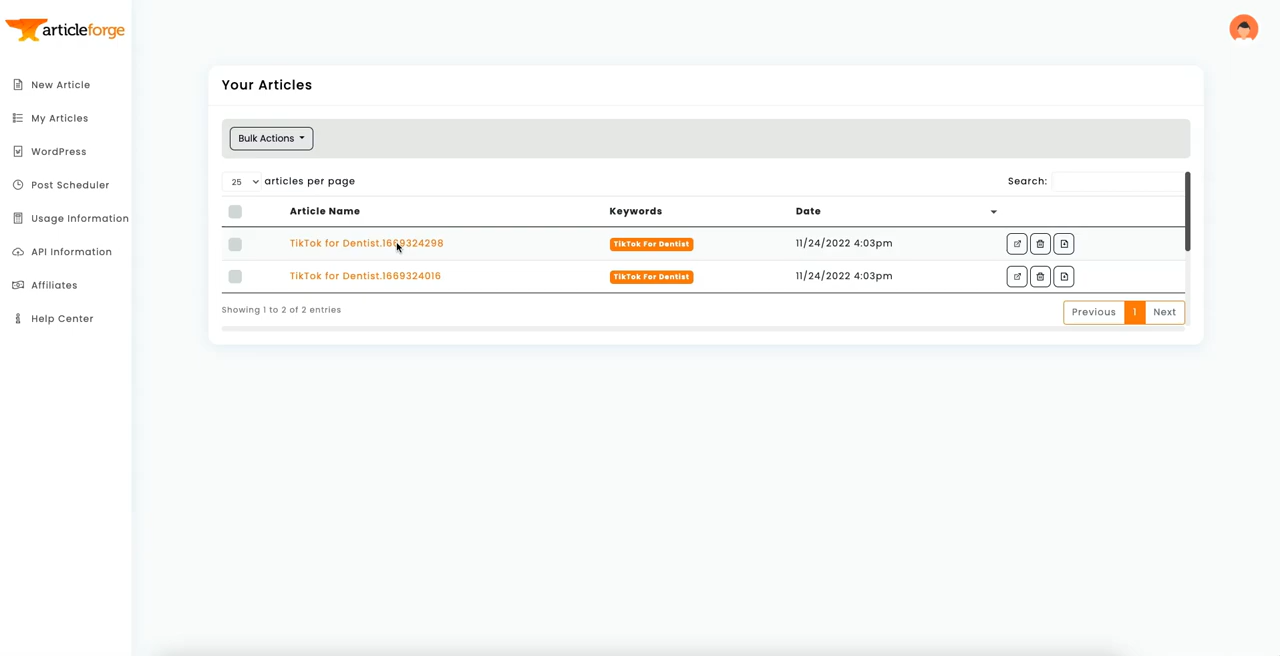 articleforge
New Article
My Articles
WordPress
Post Scheduler
Usage Information
API Information
Affiliates
Help Center
Your Articles
Bulk Actions
25 articles per page
Search:
Article Name Keywords Date
TikTok for Dentist.1669324298 TikTok For Dentist 11/24/2022 4:03pm
TikTok for Dentist.1669324016 TikTok For Dentist 11/24/2022 4:03pm
Showing 1 to 2 of 2 entries
Previous 1 Next